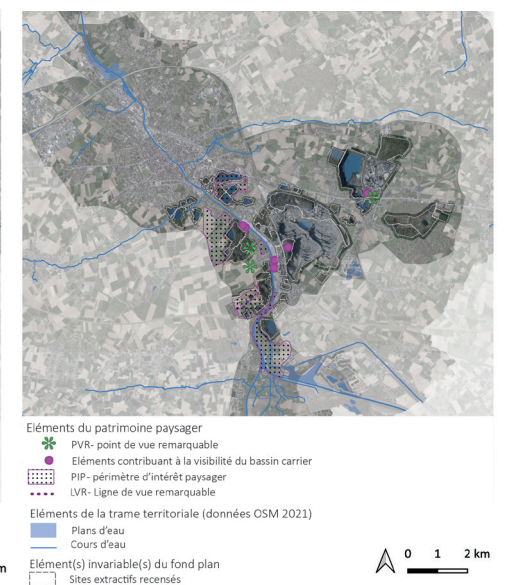 Eléments du patrimoine paysager
PVR- point de vue remarquable
Eléments contribuant à la visibilité du bassin carrier
PIP- périmètre d'intérêt paysager
LVR- Ligne de vue remarquable
Eléments de la trame territoriale (données OSM 2021)
Plans d'eau
Cours d'eau
Elément(s) invariable(s) du fond plan
Sites extractifs recensés
0 1 2 km
m